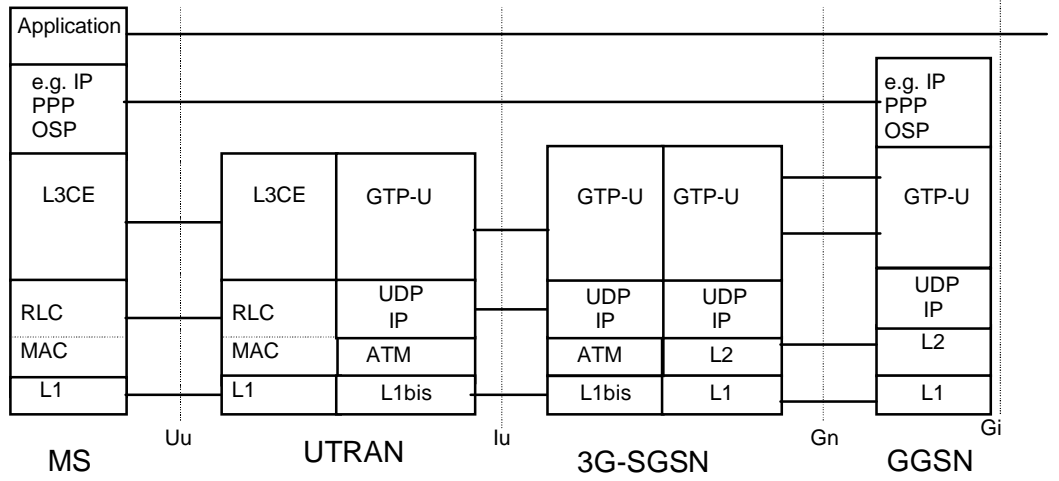 Application
e.g. IP
PPP
OSP
L3CE
RLC
MAC
L1
L3CE
RLC
MAC
L1
GTP-U
UDP
IP
ATM
L1bis
GTP-U
UDP
IP
ATM
L1bis
GTP-U
UDP
IP
L2
L1
e.g. IP
PPP
OSP
GTP-U
UDP
IP
L2
L1
Uu
Iu
Gn
Gi
MS
UTRAN
3G-SGSN
GGSN